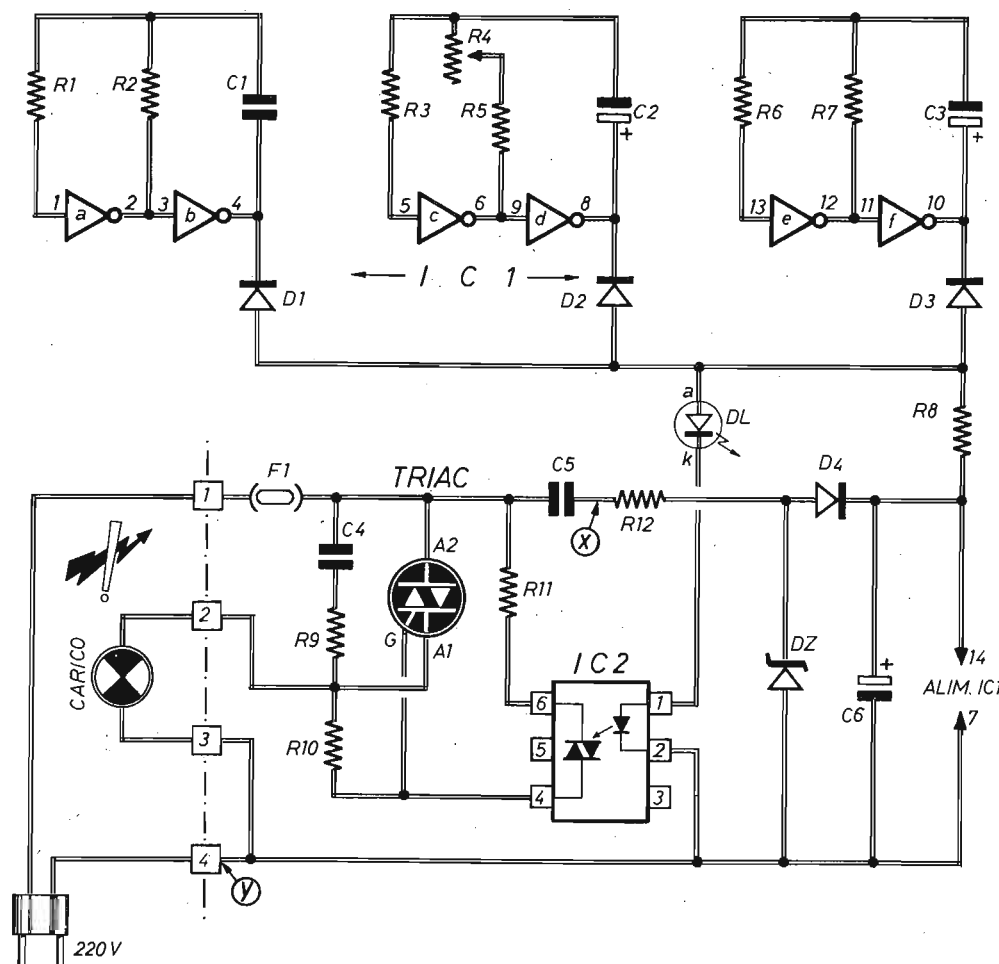 R1
R2
C1
1
a
2
3
b
4
D1
R3
R4
R5
C2
+
5
c
6
9
d
8
D2
I C 1
R6
R7
C3
+
13
e
12
11
f
10
D3
R8
a
DL
k
1
F1
TRIAC
C5
X
R12
D4
C4
A2
R11
R9
G
A1
2
CARICO
3
R10
IC2
6
5
4
1
2
3
DZ
+
C6
14
ALIM. IC1
7
4
y
220 V